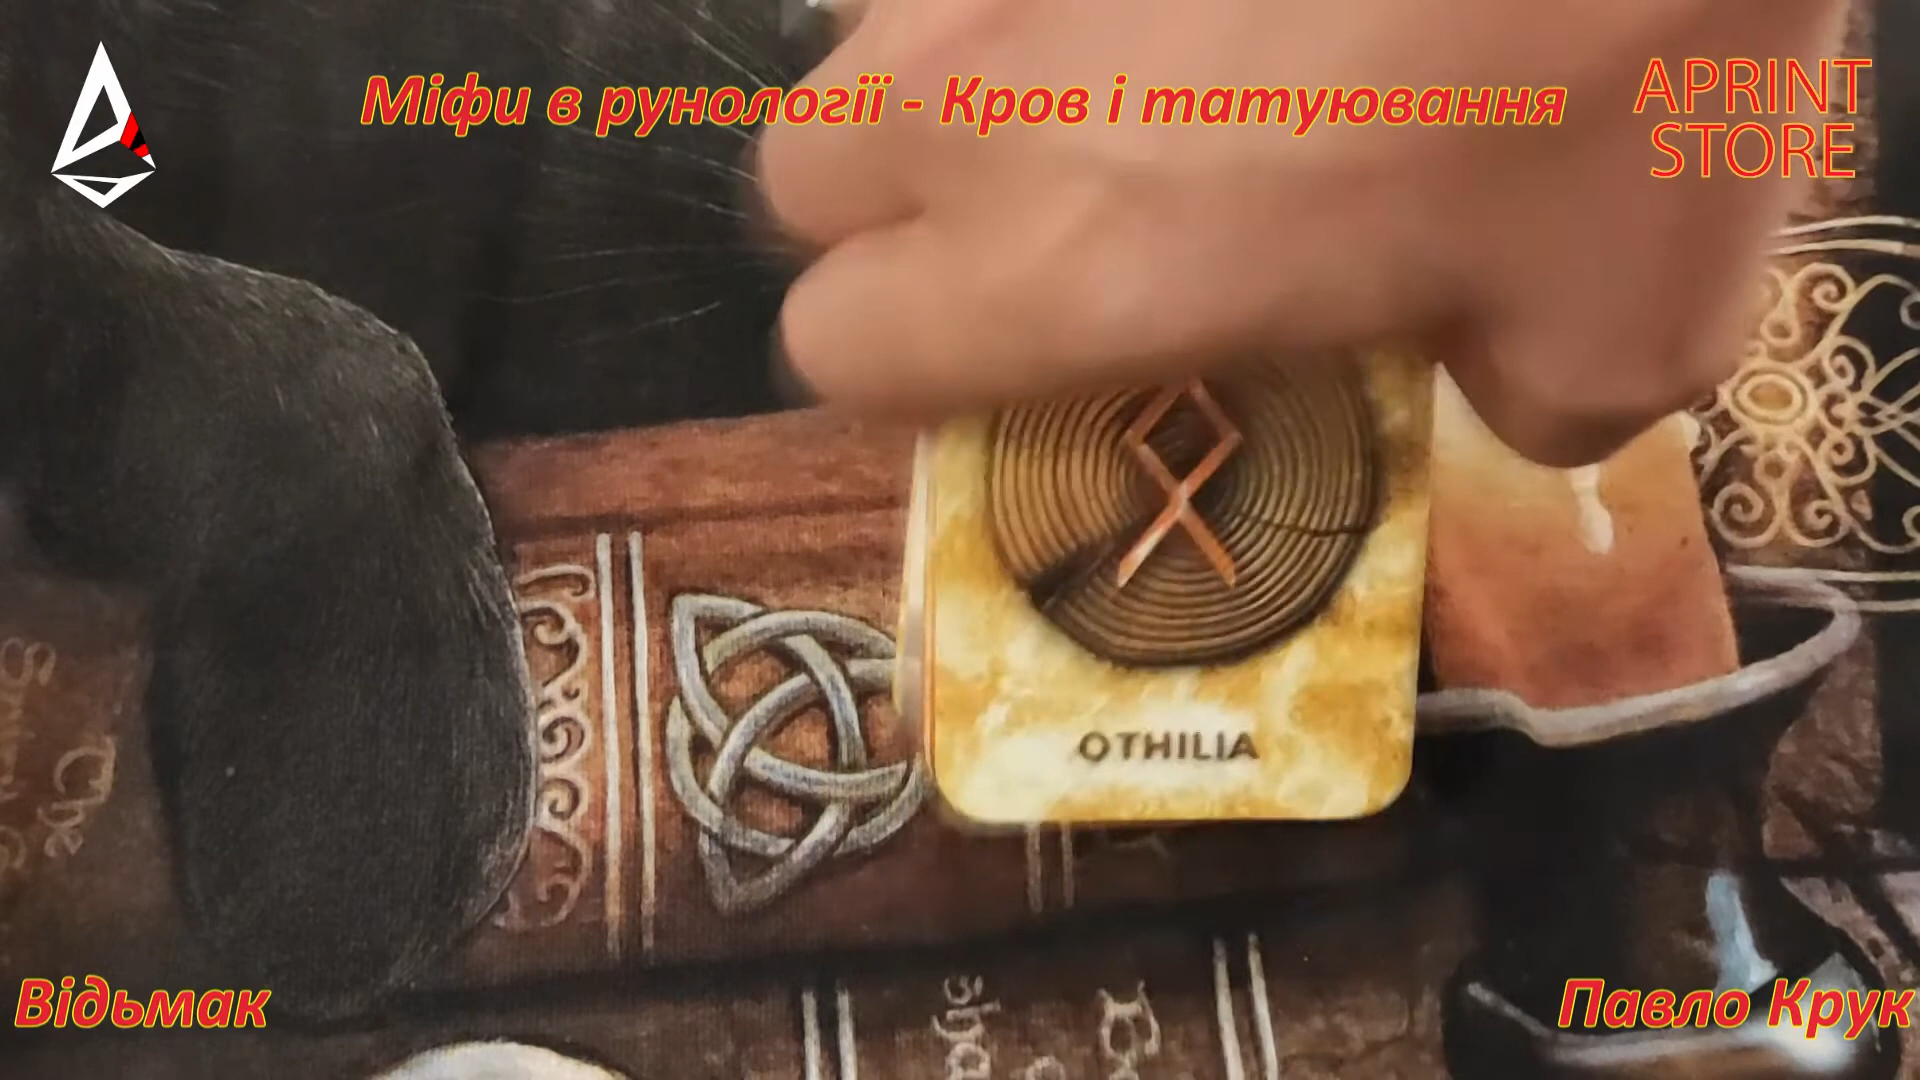 Міфи в рунології - Кров і татуювання
APRINT
STORE
OTHILIA
Відьмак
Павло Крук